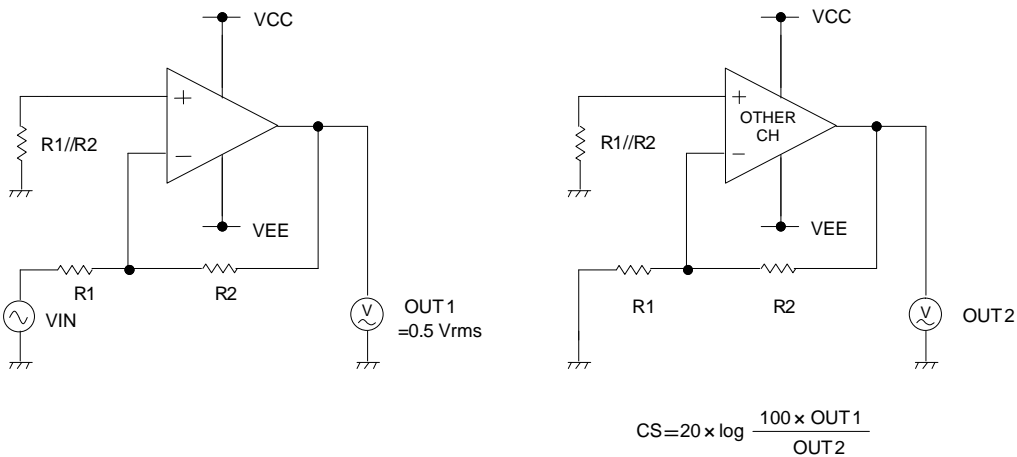 VCC
+
R1//R2
−
VEE
R1
R2
VIN
V
OUT1
=0.5 Vrms
VCC
+
OTHER
CH
R1//R2
−
VEE
R1
R2
V
OUT2
CS=20×log 100×OUT1
OUT2